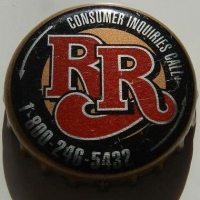 CONSUMER INQUIRIES CALL:
RR
1-800-246-5432